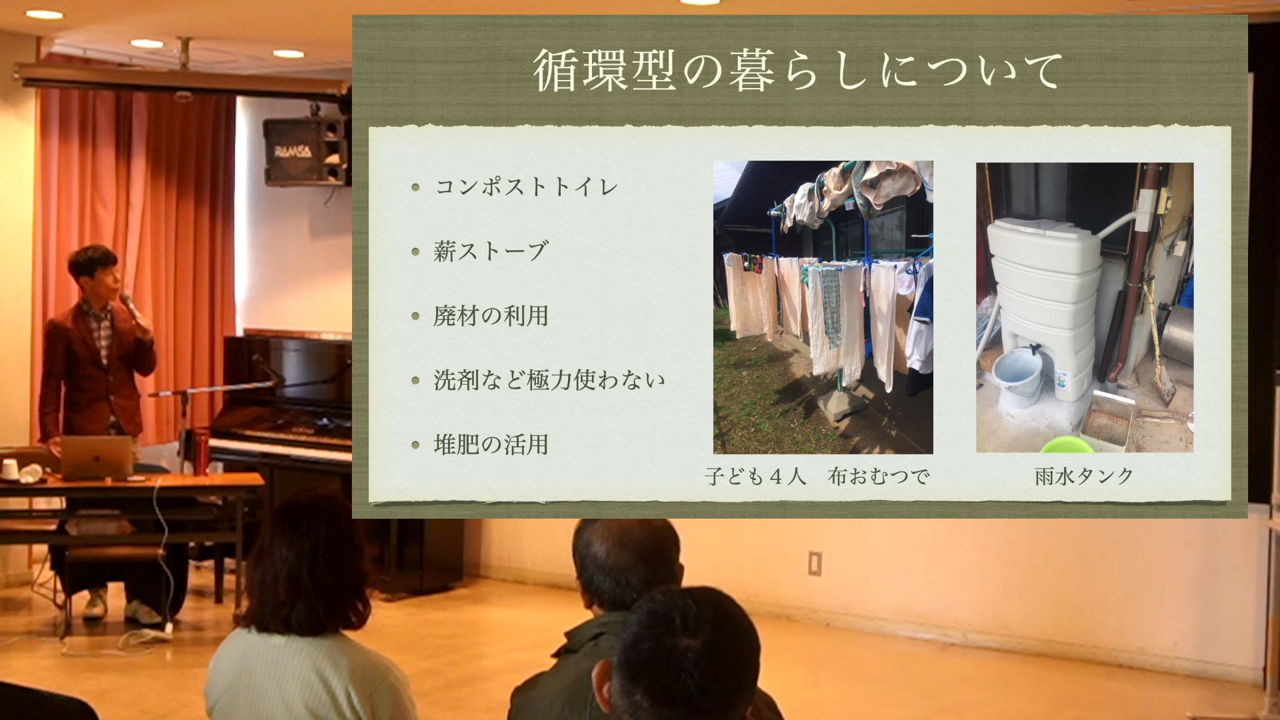 循環型の暮らしについて
RAMSA
コンポストトイレ
薪ストーブ
廃材の利用
洗剤など極力使わない
堆肥の活用
子ども4人 布おむつで
雨水タンク